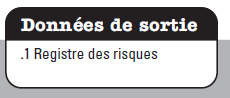 Données de sortie
.1 Registre des risques